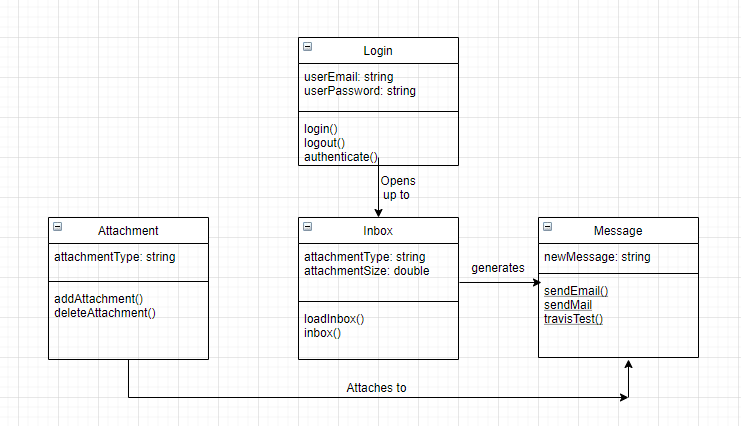 Login
userEmail: string
userPassword: string
login()
logout()
authenticate()
Opens
up to
Attachment
attachmentType: string
addAttachment()
deleteAttachment()
Inbox
attachmentType: string
attachmentSize: double
loadInbox()
inbox()
generates
Message
newMessage: string
sendEmail()
sendMail
travisTest()
Attaches to